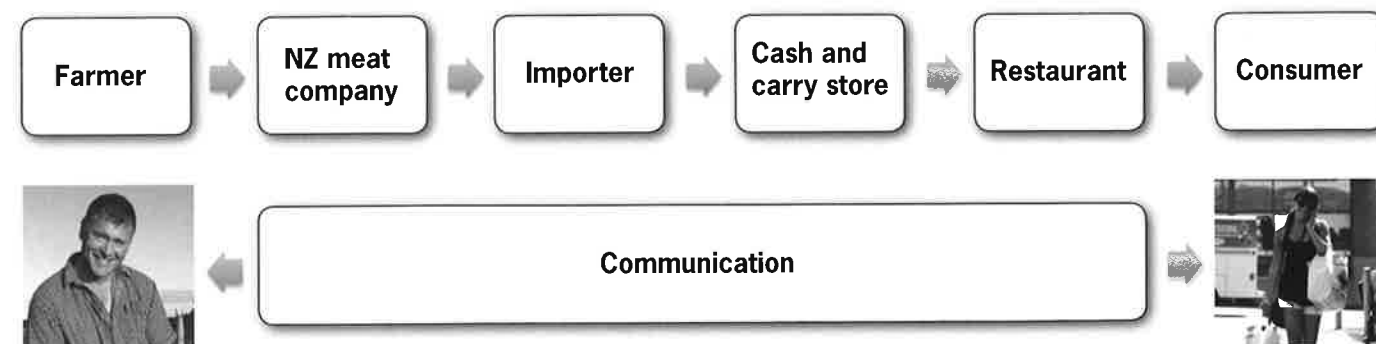 Farmer
NZ meat
company
Importer
Cash and
carry store
Restaurant
Consumer
Communication